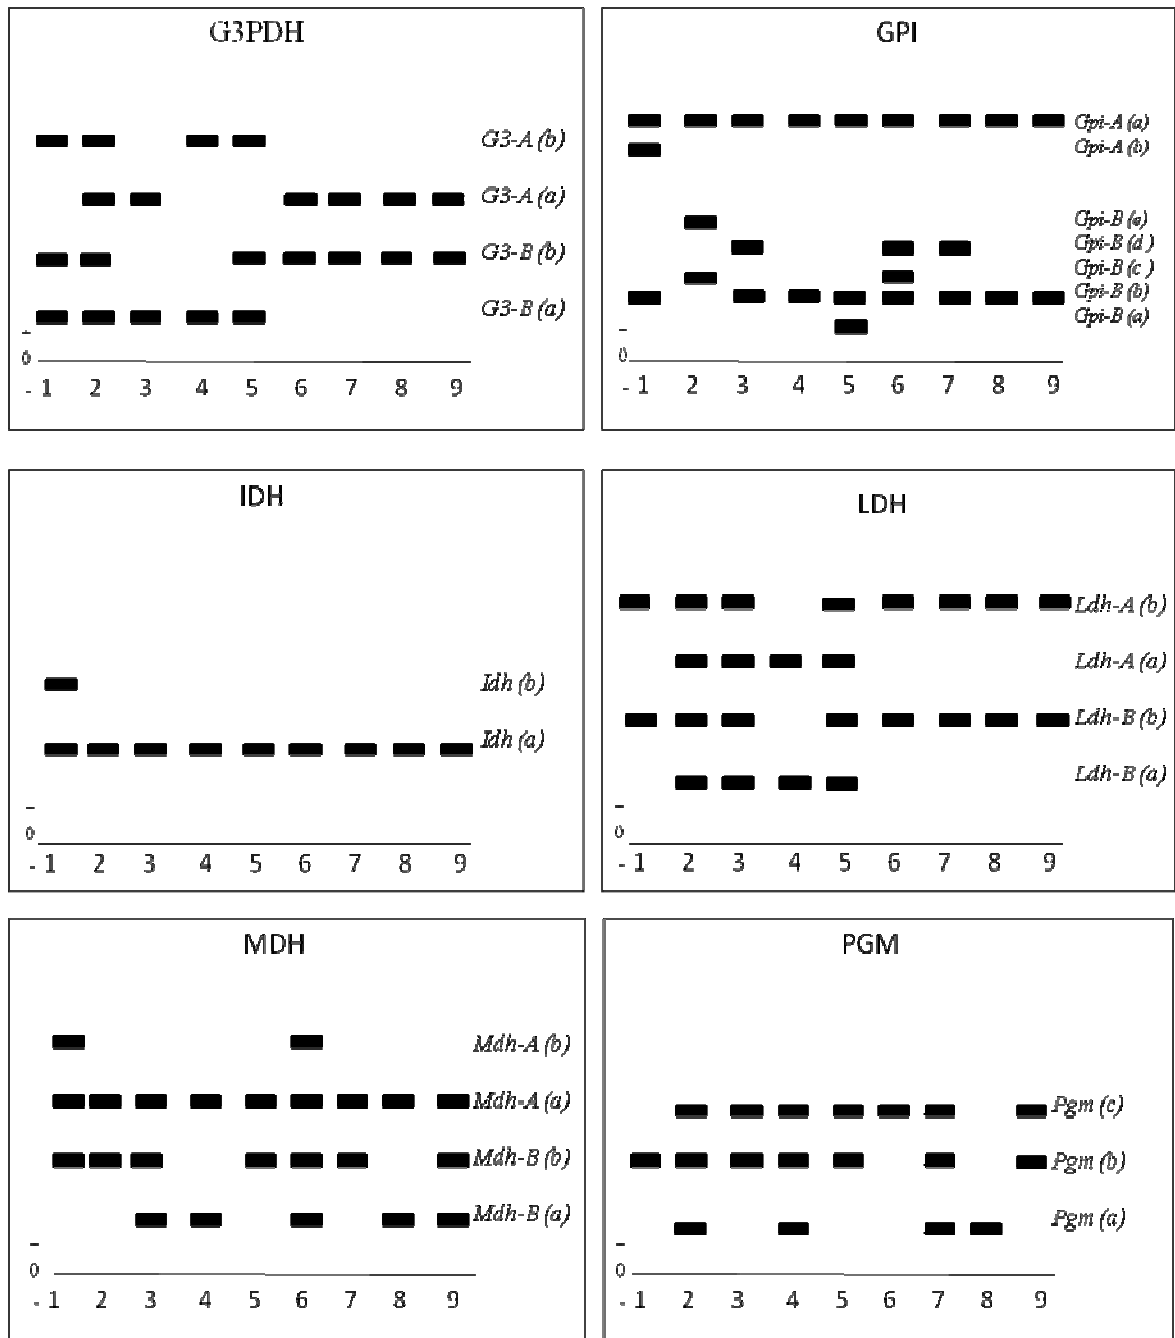 G3PDH
G3-A (b)
G3-A (a)
G3-B (b)
G3-B (a)
–
0
- 1 2 3 4 5 6 7 8 9
GPI
Gpi-A (a)
Gpi-A (b)
Gpi-B (e)
Gpi-B (d )
Gpi-B (c )
Gpi-B (b)
Gpi-B (a)
–
0
- 1 2 3 4 5 6 7 8 9
IDH
Idh (b)
Idh (a)
–
0
- 1 2 3 4 5 6 7 8 9
LDH
Ldh-A (b)
Ldh-A (a)
Ldh-B (b)
Ldh-B (a)
–
0
- 1 2 3 4 5 6 7 8 9
MDH
Mdh-A (b)
Mdh-A (a)
Mdh-B (b)
Mdh-B (a)
–
0
- 1 2 3 4 5 6 7 8 9
PGM
Pgm (c)
Pgm (b)
Pgm (a)
–
0
- 1 2 3 4 5 6 7 8 9